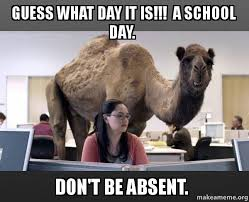 GUESS WHAT DAY IT IS!!! A SCHOOL
DAY.
DON'T BE ABSENT.
makeameme.org